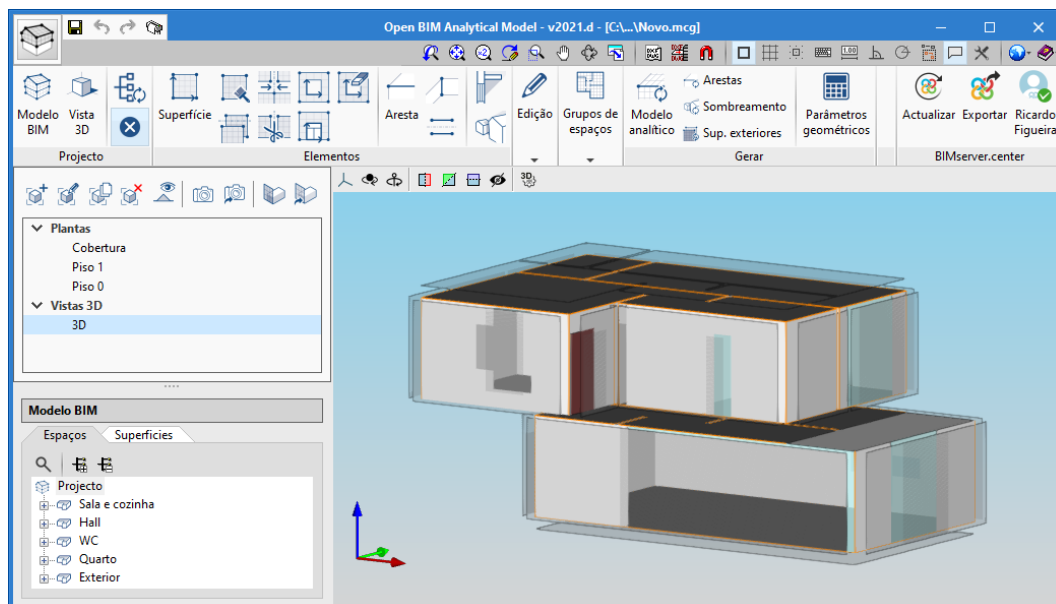 Open BIM Analytical Model - v2021.d - [C:\...\Novo.mcg]
Modelo BIM
Vista 3D
Superfície
Aresta
Edição
Grupos de espaços
Modelo analítico
Arestas
Sombreamento
Sup. exteriores
Parâmetros geométricos
Actualizar
Exportar
Ricardo Figueira
Projecto
Elementos
Gerar
BIMserver.center
3D
Plantas
Cobertura
Piso 1
Piso 0
Vistas 3D
3D
Modelo BIM
Espaços
Superfícies
Projecto
Sala e cozinha
Hall
WC
Quarto
Exterior